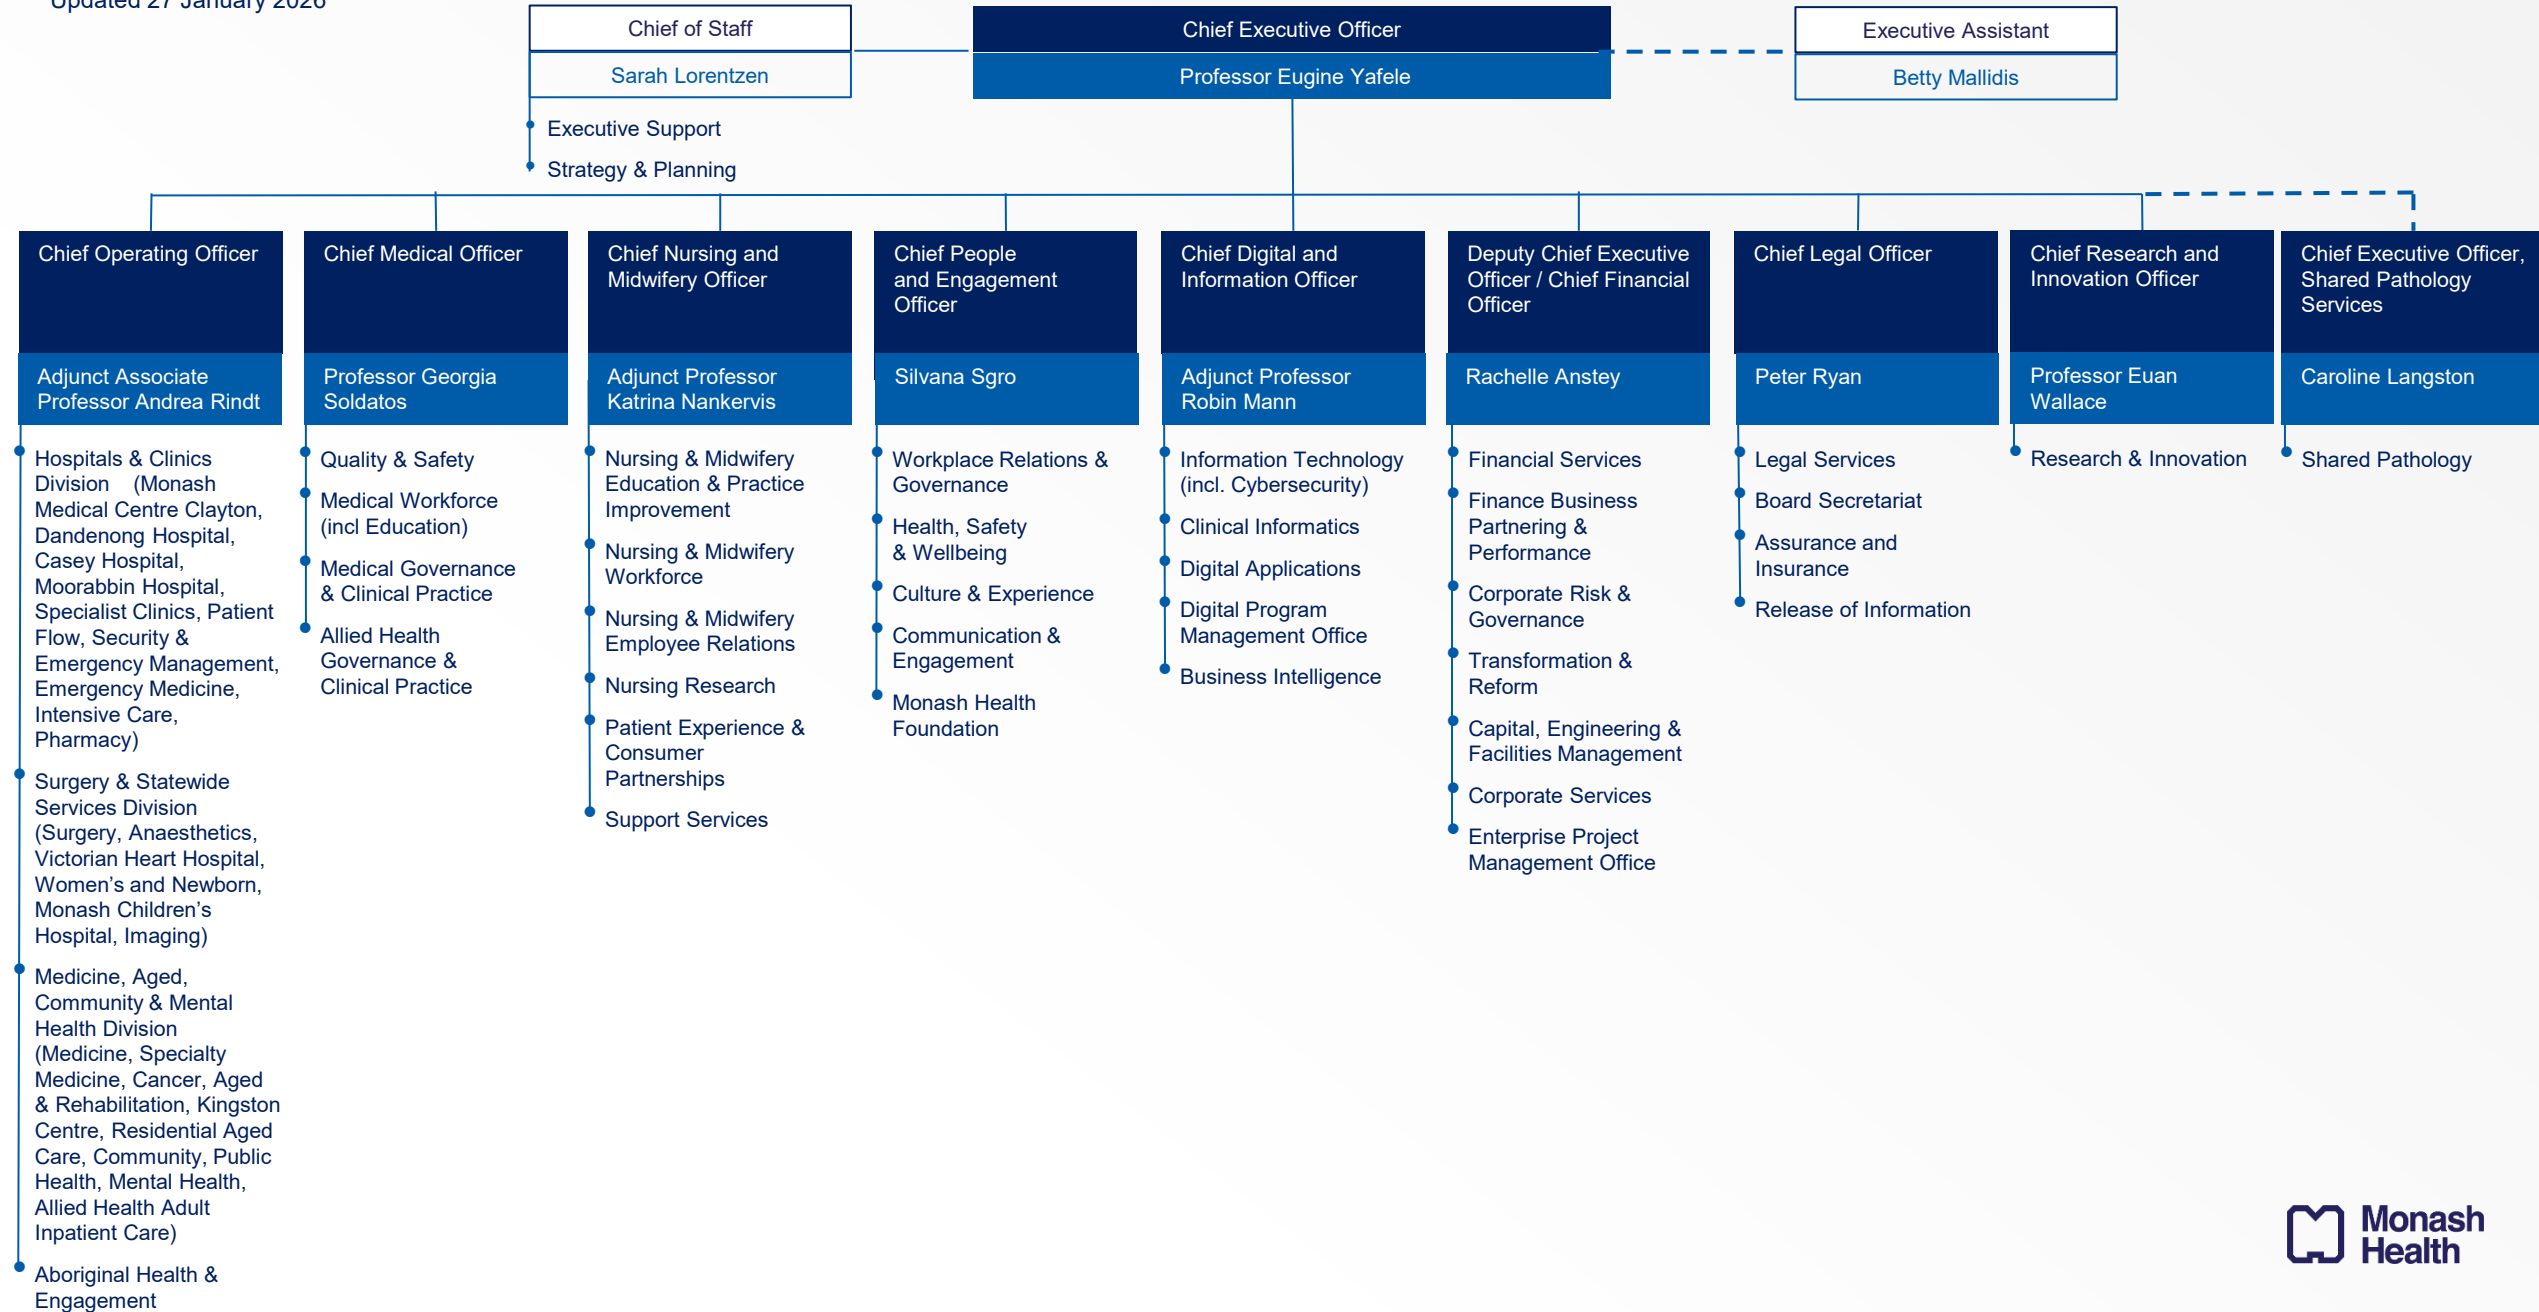 Updated 27 January 2026
Chief of Staff
Sarah Lorentzen
Executive Support
Strategy & Planning
Chief Executive Officer
Professor Eugine Yafele
Executive Assistant
Betty Mallidis
Chief Operating Officer
Adjunct Associate
Professor Andrea Rindt
Hospitals & Clinics
Division (Monash
Medical Centre Clayton,
Dandenong Hospital,
Casey Hospital,
Moorabbin Hospital,
Specialist Clinics, Patient
Flow, Security &
Emergency Management,
Emergency Medicine,
Intensive Care,
Pharmacy)
Surgery & Statewide
Services Division
(Surgery, Anaesthetics,
Victorian Heart Hospital,
Women’s and Newborn,
Monash Children’s
Hospital, Imaging)
Medicine, Aged,
Community & Mental
Health Division
(Medicine, Specialty
Medicine, Cancer, Aged
& Rehabilitation, Kingston
Centre, Residential Aged
Care, Community, Public
Health, Mental Health,
Allied Health Adult
Inpatient Care)
Aboriginal Health &
Engagement
Chief Medical Officer
Professor Georgia
Soldatos
Quality & Safety
Medical Workforce
(incl Education)
Medical Governance
& Clinical Practice
Allied Health
Governance &
Clinical Practice
Chief Nursing and
Midwifery Officer
Adjunct Professor
Katrina Nankervis
Nursing & Midwifery
Education & Practice
Improvement
Nursing & Midwifery
Workforce
Nursing & Midwifery
Employee Relations
Nursing Research
Patient Experience &
Consumer
Partnerships
Support Services
Chief People
and Engagement
Officer
Silvana Sgro
Workplace Relations &
Governance
Health, Safety
& Wellbeing
Culture & Experience
Communication &
Engagement
Monash Health
Foundation
Chief Digital and
Information Officer
Adjunct Professor
Robin Mann
Information Technology
(incl. Cybersecurity)
Clinical Informatics
Digital Applications
Digital Program
Management Office
Business Intelligence
Deputy Chief Executive
Officer / Chief Financial
Officer
Rachelle Anstey
Financial Services
Finance Business
Partnering &
Performance
Corporate Risk &
Governance
Transformation &
Reform
Capital, Engineering &
Facilities Management
Corporate Services
Enterprise Project
Management Office
Chief Legal Officer
Peter Ryan
Legal Services
Board Secretariat
Assurance and
Insurance
Release of Information
Chief Research and
Innovation Officer
Professor Euan
Wallace
Research & Innovation
Chief Executive Officer,
Shared Pathology
Services
Caroline Langston
Shared Pathology
Monash
Health